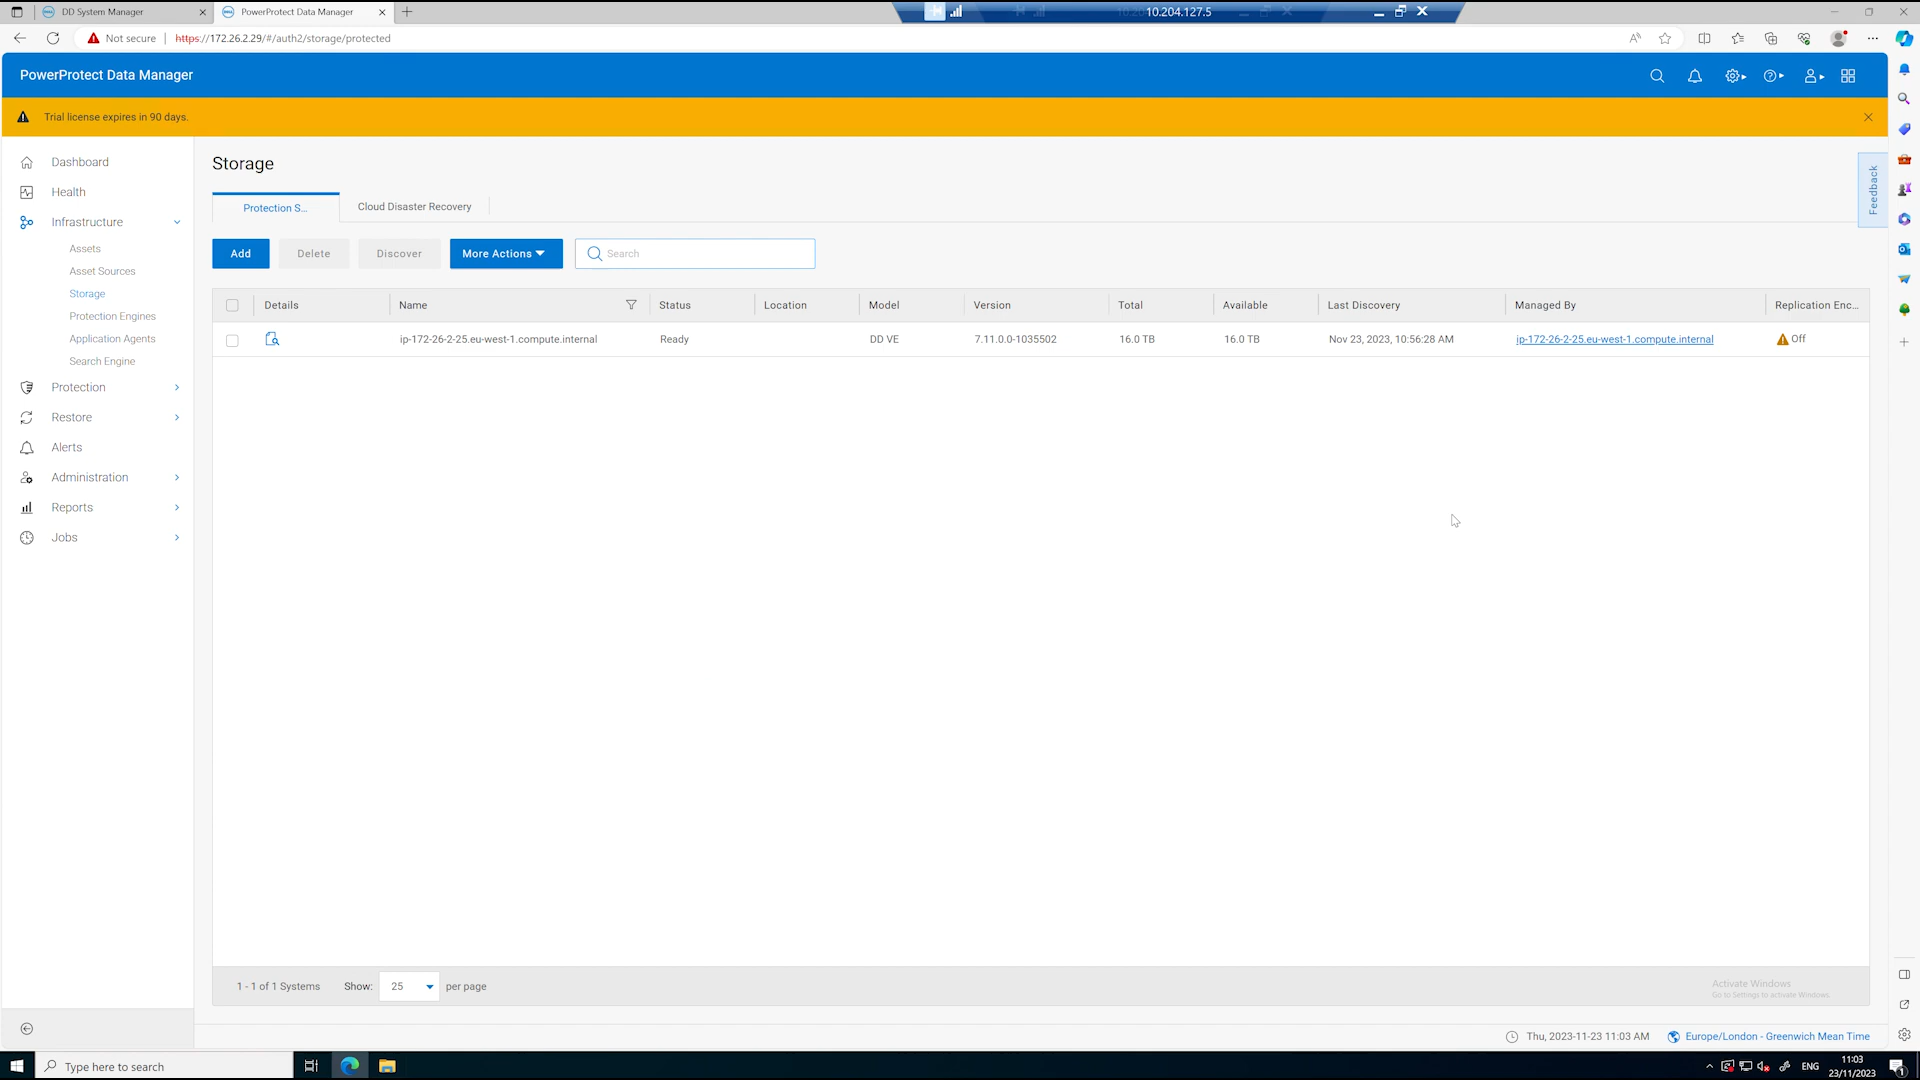 DD System Manager
PowerProtect Data Manager
10.204.127.5
Not secure
https://172.26.2.29/#/auth2/storage/protected
PowerProtect Data Manager
Trial license expires in 90 days.
Dashboard
Health
Infrastructure
Assets
Asset Sources
Storage
Protection Engines
Application Agents
Search Engine
Protection
Restore
Alerts
Administration
Reports
Jobs
Storage
Feedback
Protection S...
Cloud Disaster Recovery
Add
Delete
Discover
More Actions
Search
Details Name Status Location Model Version Total Available Last Discovery Managed By Replication Enc...
ip-172-26-2-25.eu-west-1.compute.internal Ready DD VE 7.11.0.0-1035502 16.0 TB 16.0 TB Nov 23, 2023, 10:56:28 AM ip-172-26-2-25.eu-west-1.compute.internal Off
1 - 1 of 1 Systems Show: 25 per page
Activate Windows
Go to Settings to activate Windows.
Thu, 2023-11-23 11:03 AM Europe/London - Greenwich Mean Time
Type here to search
ENG
11:03
23/11/2023
1